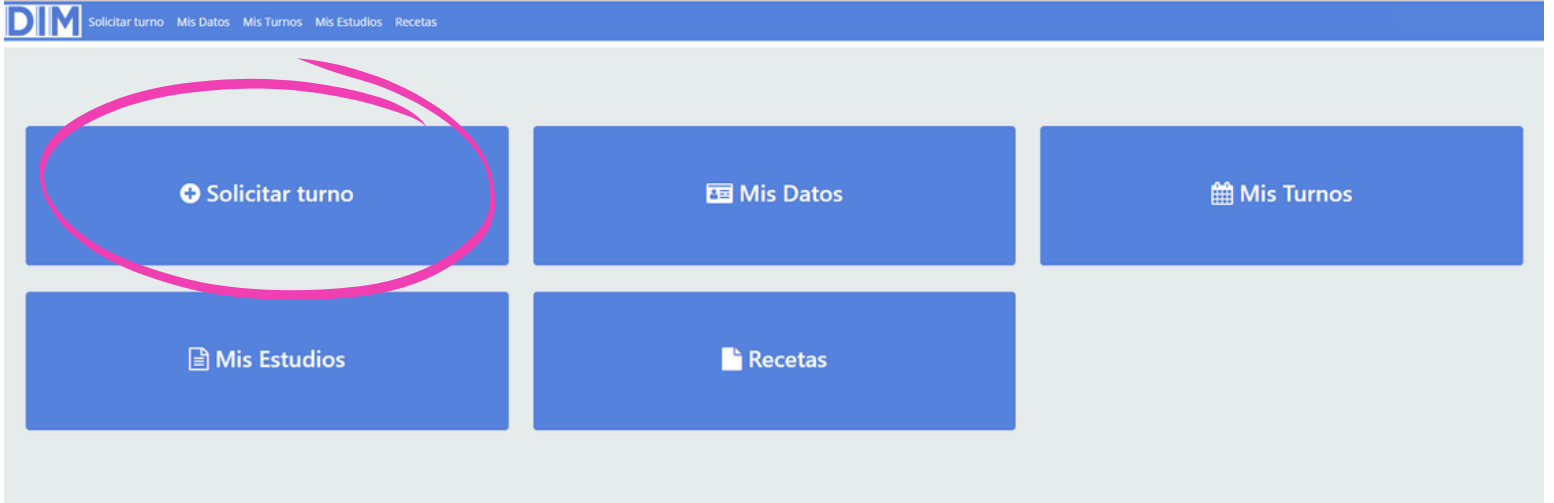 DIM Solicitar turno Mis Datos Mis Turnos Mis Estudios Recetas
Solicitar turno
Mis Datos
Mis Turnos
Mis Estudios
Recetas